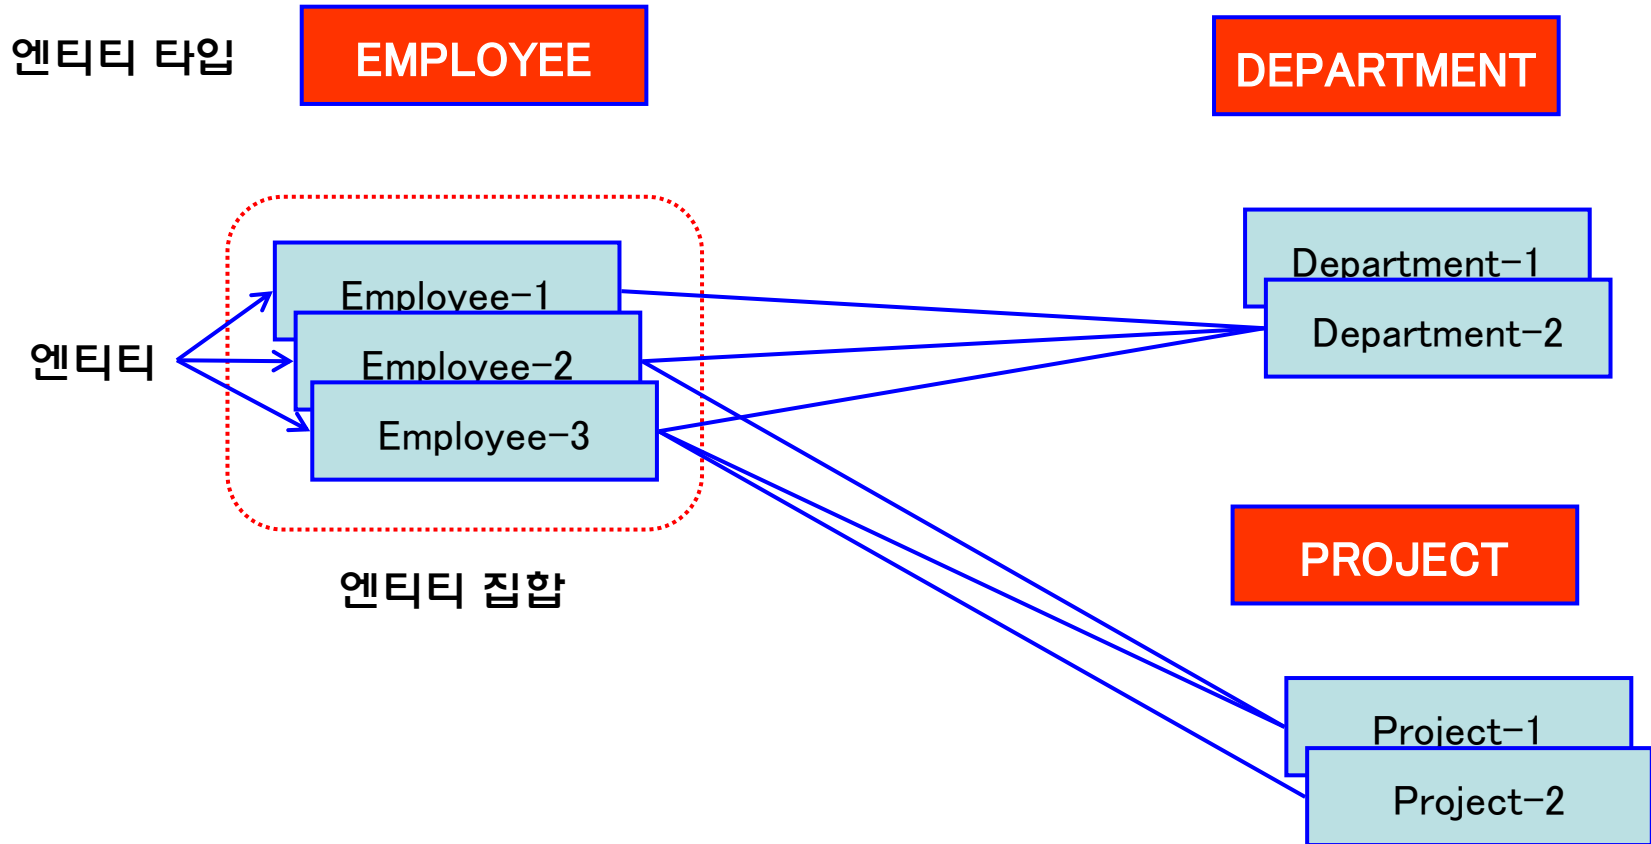 엔티티 타입
EMPLOYEE
DEPARTMENT
엔티티
Employee-1
Employee-2
Employee-3
엔티티 집합
Department-1
Department-2
PROJECT
Project-1
Project-2